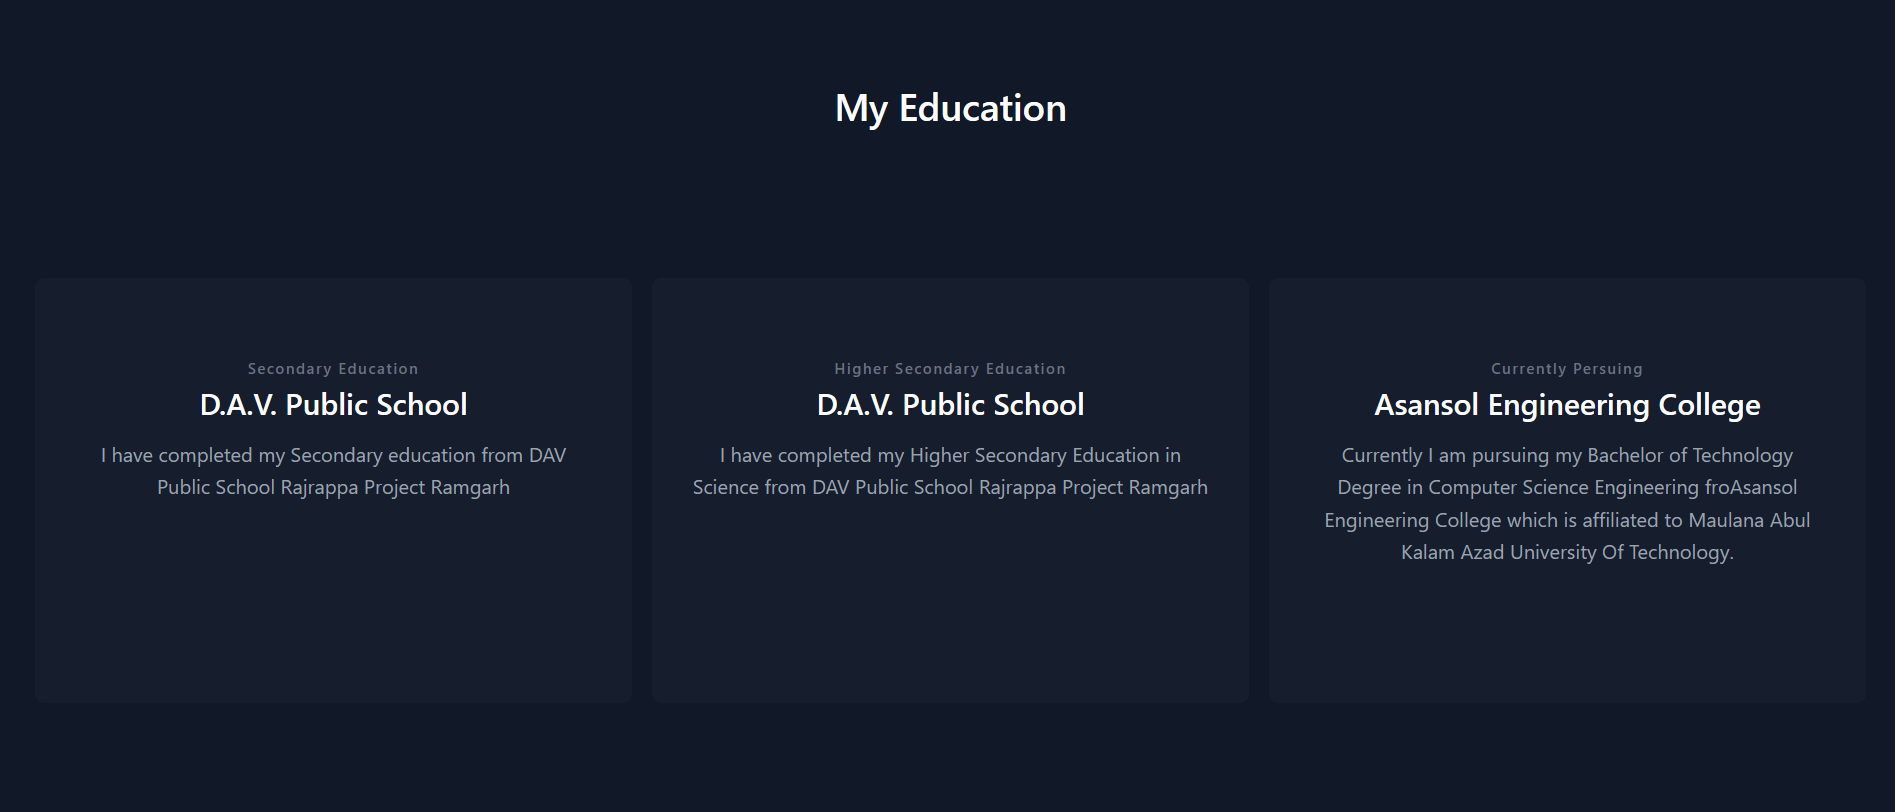 My Education
Secondary Education
D.A.V. Public School
I have completed my Secondary education from DAV
Public School Rajrappa Project Ramgarh
Higher Secondary Education
D.A.V. Public School
I have completed my Higher Secondary Education in
Science from DAV Public School Rajrappa Project Ramgarh
Currently Persuing
Asansol Engineering College
Currently I am pursuing my Bachelor of Technology
Degree in Computer Science Engineering froAsansol
Engineering College which is affiliated to Maulana Abul
Kalam Azad University Of Technology.